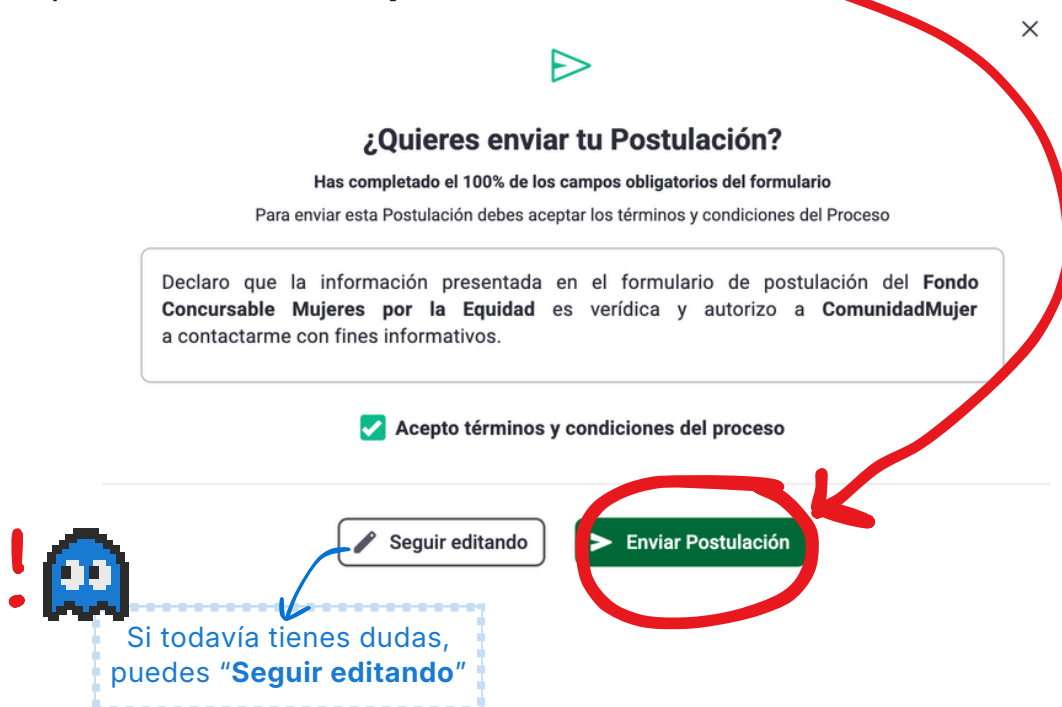 ¿Quieres enviar tu Postulación?
Has completado el 100% de los campos obligatorios del formulario
Para enviar esta Postulación debes aceptar los términos y condiciones del Proceso
Declaro que la información presentada en el formulario de postulación del Fondo
Concursable Mujeres por la Equidad es verídica y autorizo a ComunidadMujer
a contactarme con fines informativos.
Acepto términos y condiciones del proceso
Seguir editando
Enviar Postulación
!
Si todavía tienes dudas,
puedes “Seguir editando”